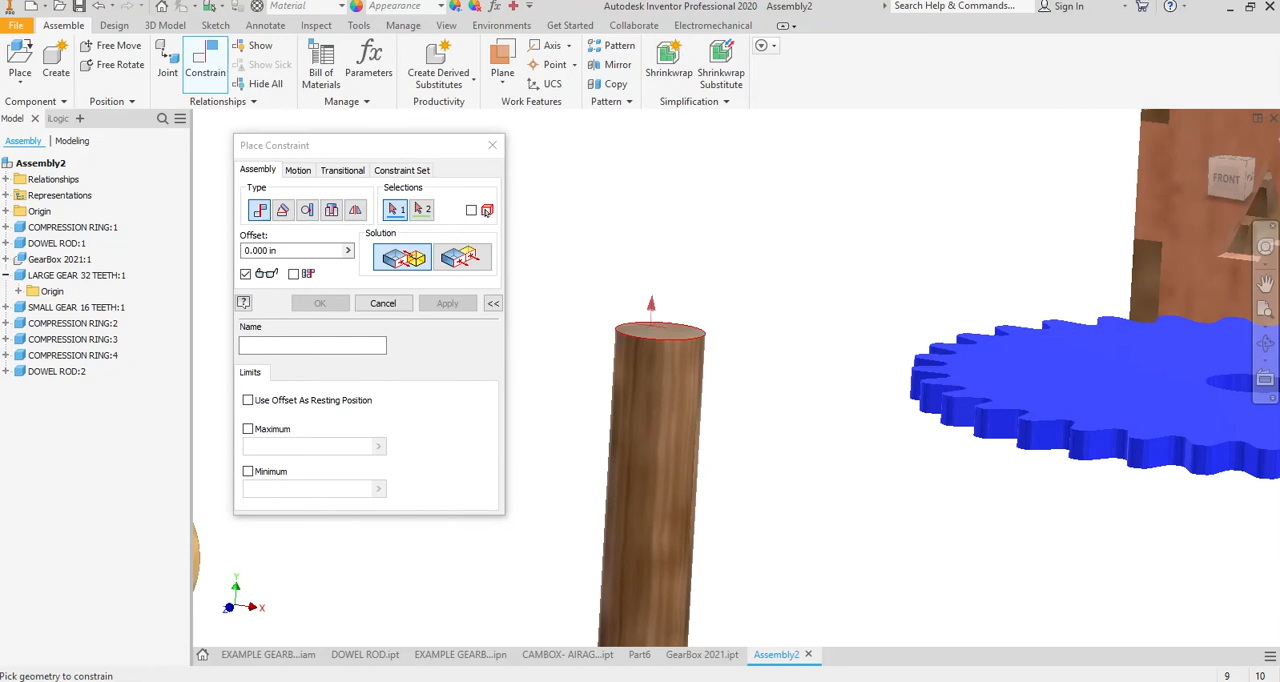 Material
Appearance
Autodesk Inventor Professional 2020 Assembly2
Search Help & Commands...
Sign In
PRO
File Assemble Design 3D Model Sketch Annotate Inspect Tools Manage View Environments Get Started Collaborate Electromechanical
Place
Create
Free Move
Free Rotate
Joint
Constrain
Show
Show Sick
Hide All
Bill of
Materials
fx
Parameters
Create Derived
Substitutes
Plane
Axis
Point
UCS
Pattern
Mirror
Copy
Shrinkwrap
Shrinkwrap
Substitute
Component Position Relationships Manage Productivity Work Features Pattern Simplification
Model iLogic
Assembly Modeling
Assembly2
Relationships
Representations
Origin
COMPRESSION RING:1
DOWEL ROD:1
GearBox 2021:1
LARGE GEAR 32 TEETH:1
Origin
SMALL GEAR 16 TEETH:1
COMPRESSION RING:2
COMPRESSION RING:3
COMPRESSION RING:4
DOWEL ROD:2
Place Constraint
Assembly Motion Transitional Constraint Set
Type
Selections
1 2
Offset:
0.000 in
Solution
OK Cancel Apply <<
Name
Limits
Use Offset As Resting Position
Maximum
Minimum
FRONT
Y
Z X
EXAMPLE GEARB...iam DOWEL ROD.ipt EXAMPLE GEARB...ipn CAMBOX- AIRAG...ipt Part6 GearBox 2021.ipt Assembly2
Pick geometry to constrain
9 10